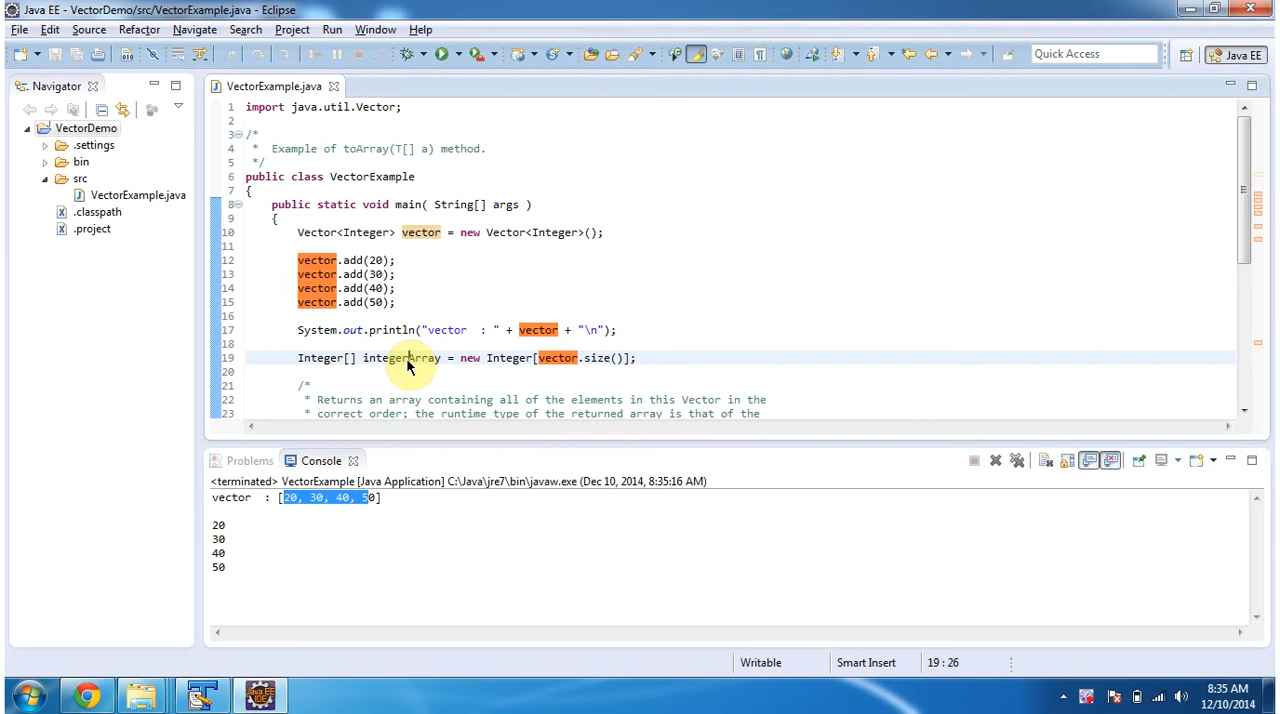 Java EE - VectorDemo/src/VectorExample.java - Eclipse
File Edit Source Refactor Navigate Search Project Run Window Help
Quick Access
Java EE
Navigator
VectorDemo
.settings
bin
src
VectorExample.java
.classpath
.project
VectorExample.java
1 import java.util.Vector;
2
3 /*
4 * Example of toArray(T[] a) method.
5 */
6 public class VectorExample
7 {
8 public static void main( String[] args )
9 {
10 Vector<Integer> vector = new Vector<Integer>();
11
12 vector.add(20);
13 vector.add(30);
14 vector.add(40);
15 vector.add(50);
16
17 System.out.println("vector : " + vector + "\n");
18
19 Integer[] integerArray = new Integer[vector.size()];
20
21 /*
22 * Returns an array containing all of the elements in this Vector in the
23 * correct order; the runtime type of the returned array is that of the
Problems Console
<terminated> VectorExample [Java Application] C:\Java\jre7\bin\javaw.exe (Dec 10, 2014, 8:35:16 AM)
vector : [20, 30, 40, 50]
20
30
40
50
Writable Smart Insert 19 : 26
Java EE
IDE
8:35 AM
12/10/2014